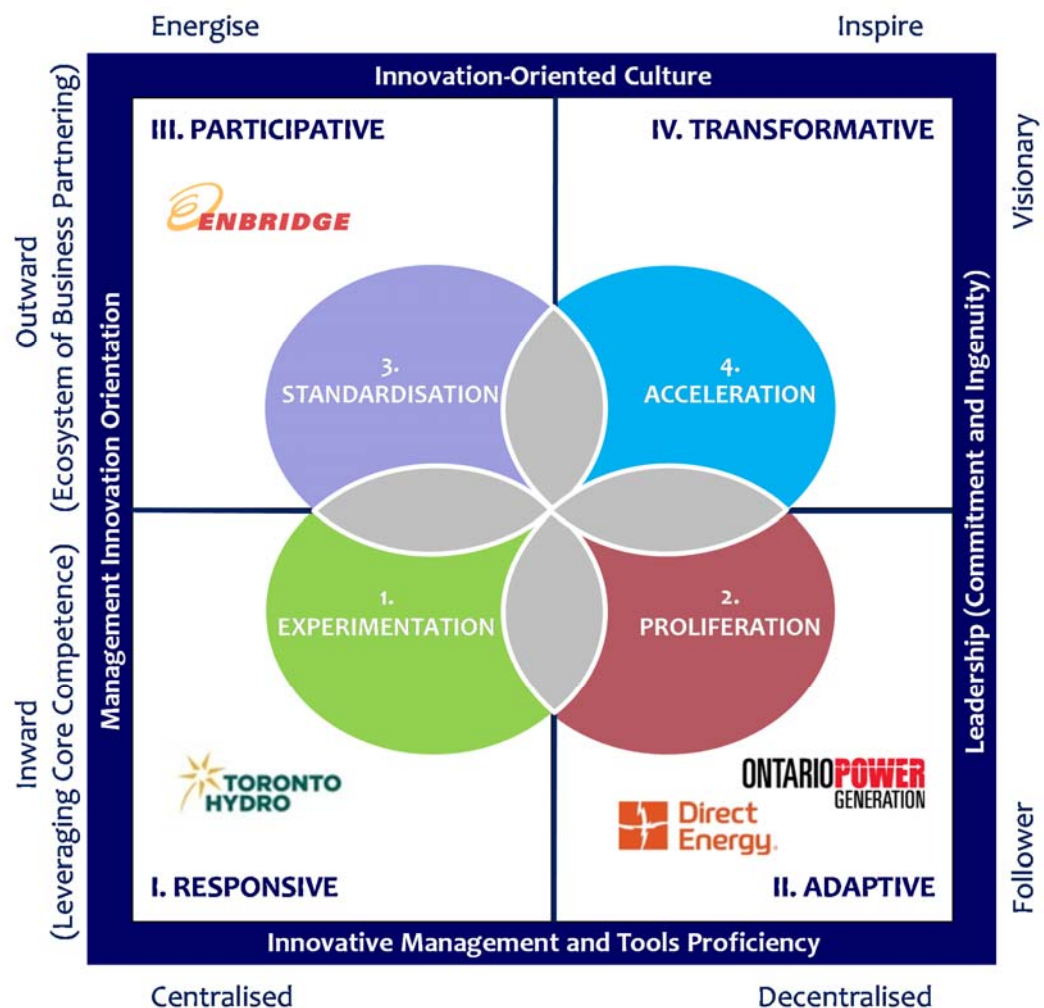 Energise
Inspire
Innovation-Oriented Culture
Outward
(Ecosystem of Business Partnering)
Management Innovation Orientation
Inward
(Leveraging Core Competence)
III. PARTICIPATIVE
IV. TRANSFORMATIVE
ENBRIDGE
3.
STANDARDISATION
4.
ACCELERATION
1.
EXPERIMENTATION
2.
PROLIFERATION
TORONTO
HYDRO
ONTARIOPOWER
GENERATION
Direct
Energy.
I. RESPONSIVE
II. ADAPTIVE
Visionary
Leadership (Commitment and Ingenuity)
Follower
Innovative Management and Tools Proficiency
Centralised
Decentralised